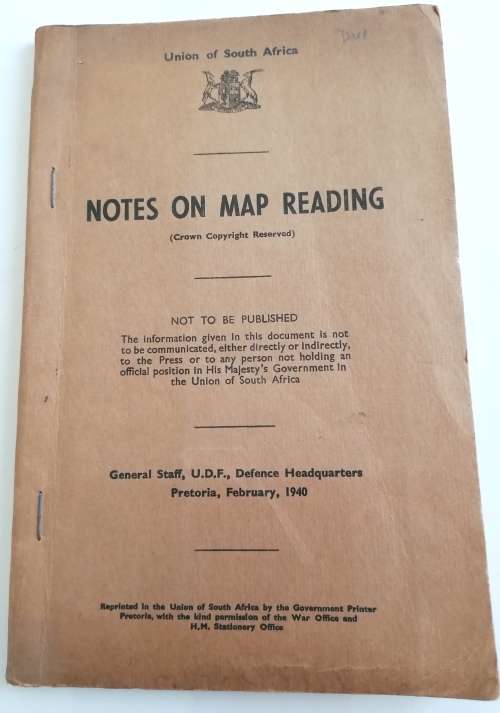 Union of South Africa
NOTES ON MAP READING
(Crown Copyright Reserved)
NOT TO BE PUBLISHED
The information given in this document is not
to be communicated, either directly or indirectly,
to the Press or to any person not holding an
official position in His Majesty's Government in
the Union of South Africa
General Staff, U.D.F., Defence Headquarters
Pretoria, February, 1940
Reprinted in the Union of South Africa by the Government Printer
Pretoria, with the kind permission of the War Office and
H.M. Stationery Office